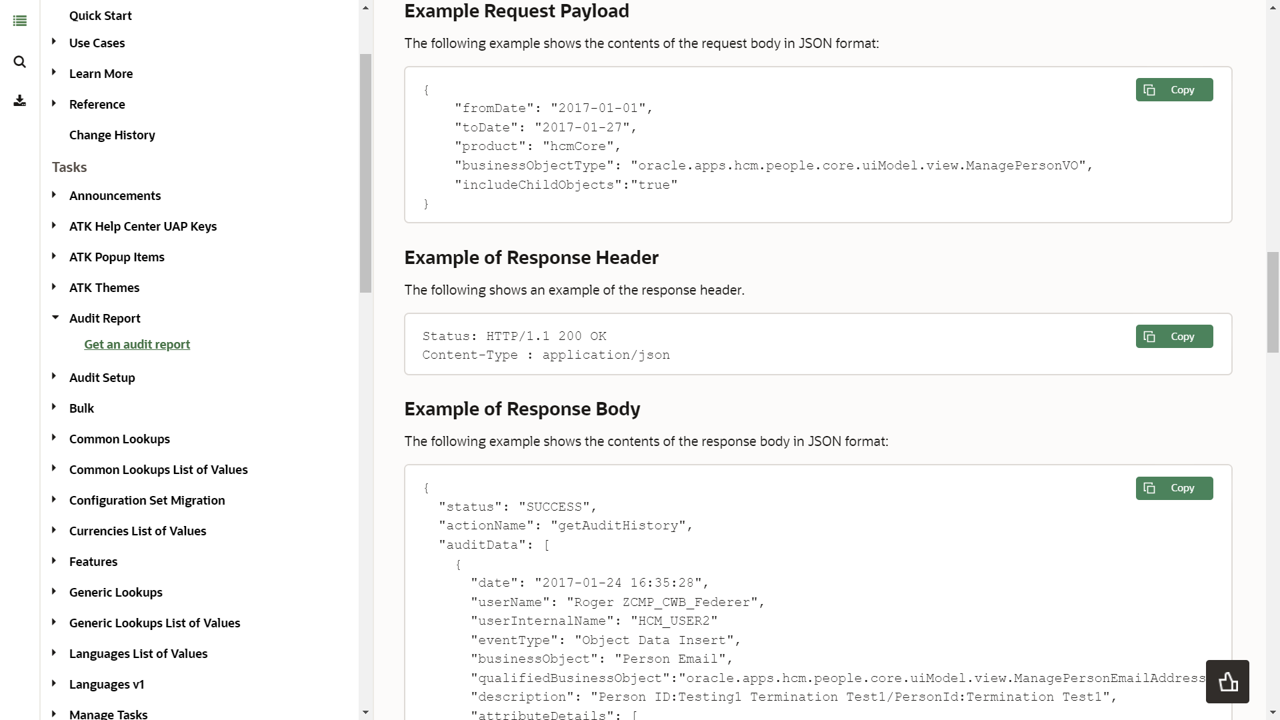 Quick Start
Use Cases
Learn More
Reference
Change History
Tasks
Announcements
ATK Help Center UAP Keys
ATK Popup Items
ATK Themes
Audit Report
Get an audit report
Audit Setup
Bulk
Common Lookups
Common Lookups List of Values
Configuration Set Migration
Currencies List of Values
Features
Generic Lookups
Generic Lookups List of Values
Languages List of Values
Languages v1
Manage Tasks
Example Request Payload
The following example shows the contents of the request body in JSON format:
Copy
{
    "fromDate": "2017-01-01",
    "toDate": "2017-01-27",
    "product": "hcmCore",
    "businessObjectType": "oracle.apps.hcm.people.core.uiModel.view.ManagePersonVO",
    "includeChildObjects":"true"
}
Example of Response Header
The following shows an example of the response header.
Copy
Status: HTTP/1.1 200 OK
Content-Type : application/json
Example of Response Body
The following example shows the contents of the response body in JSON format:
Copy
{
  "status": "SUCCESS",
  "actionName": "getAuditHistory",
  "auditData": [
    {
      "date": "2017-01-24 16:35:28",
      "userName": "Roger ZCMP_CWB_Federer",
      "userInternalName": "HCM_USER2"
      "eventType": "Object Data Insert",
      "businessObject": "Person Email",
      "qualifiedBusinessObject":"oracle.apps.hcm.people.core.uiModel.view.ManagePersonEmailAddress
      "description": "Person ID:Testing1 Termination Test1/PersonId:Termination Test1",
      "attributeDetails": [